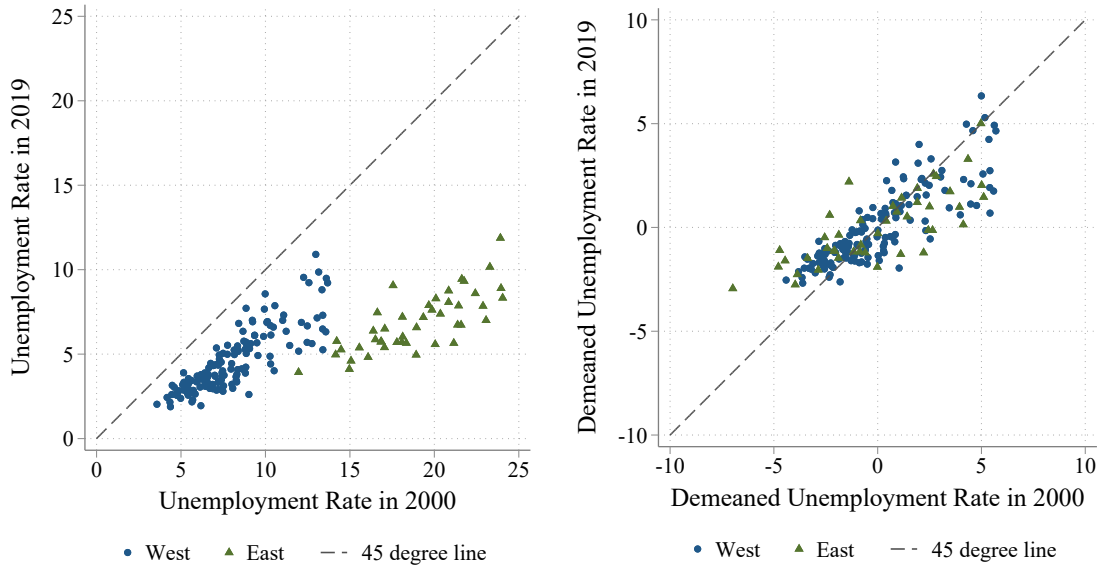 Unemployment Rate in 2019
25
20
15
10
5
0
0 5 10 15 20 25
Unemployment Rate in 2000
West East 45 degree line
Demeaned Unemployment Rate in 2019
10
5
0
-5
-10
-10 -5 0 5 10
Demeaned Unemployment Rate in 2000
West East 45 degree line